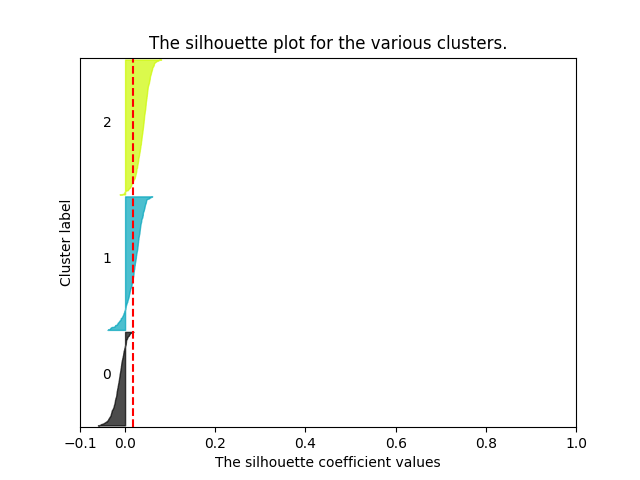 The silhouette plot for the various clusters.
Cluster label
2
1
0
−0.1 0.0 0.2 0.4 0.6 0.8 1.0
The silhouette coefficient values